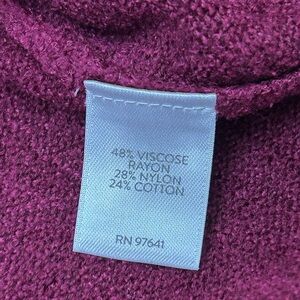 48% VISCOSE
RAYON
28% NYLON
24% COTTON
RN 97641